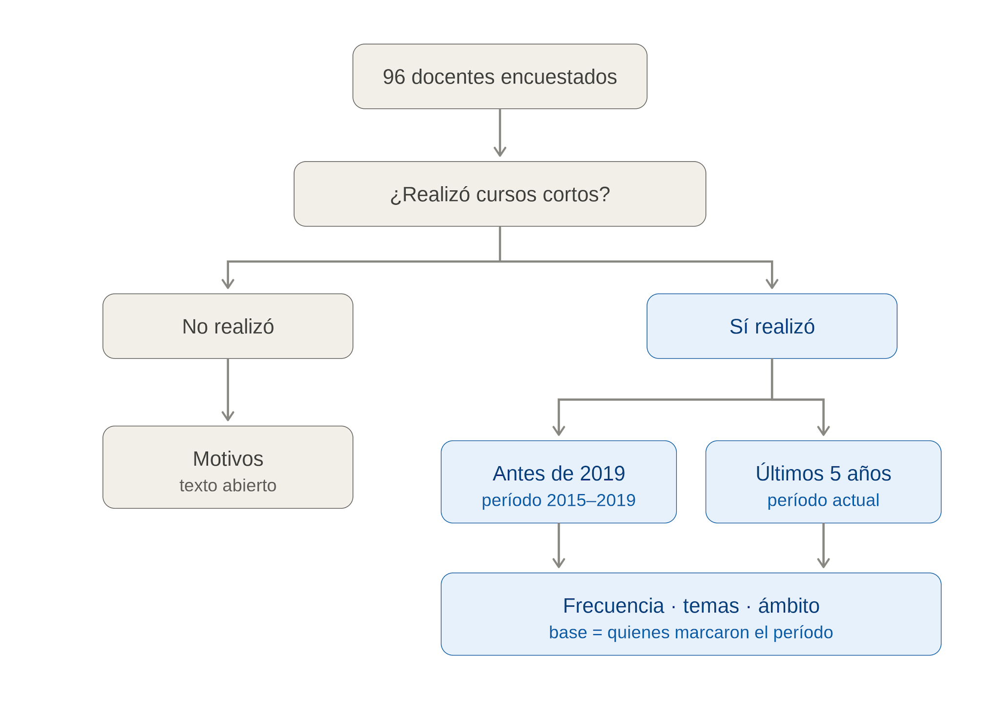 96 docentes encuestados
¿Realizó cursos cortos?
No realizó
Sí realizó
Motivos
texto abierto
Antes de 2019
período 2015–2019
Últimos 5 años
período actual
Frecuencia · temas · ámbito
base = quienes marcaron el período